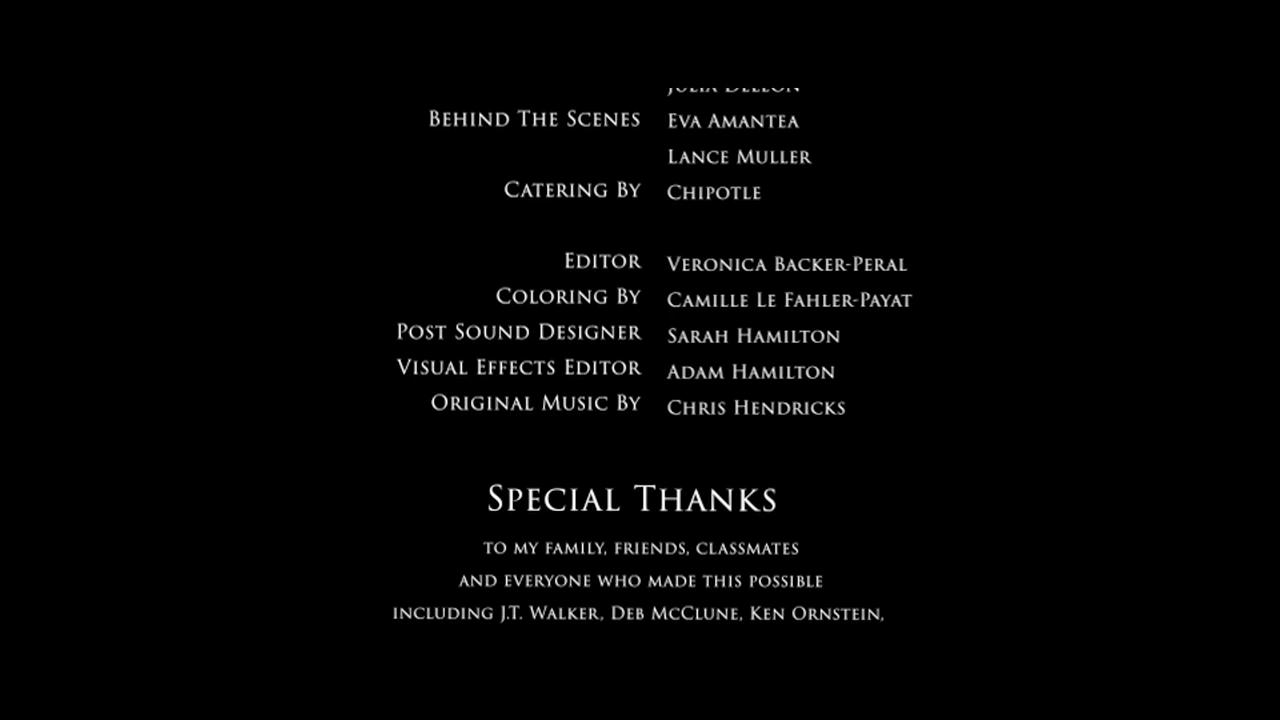 Behind The Scenes Eva Amantea
Lance Muller
Catering By Chipotle
Editor Veronica Backer-Peral
Coloring By Camille Le Fahler-Payat
Post Sound Designer Sarah Hamilton
Visual Effects Editor Adam Hamilton
Original Music By Chris Hendricks
Special Thanks
to my family, friends, classmates
and everyone who made this possible
including J.T. Walker, Deb McClune, Ken Ornstein,